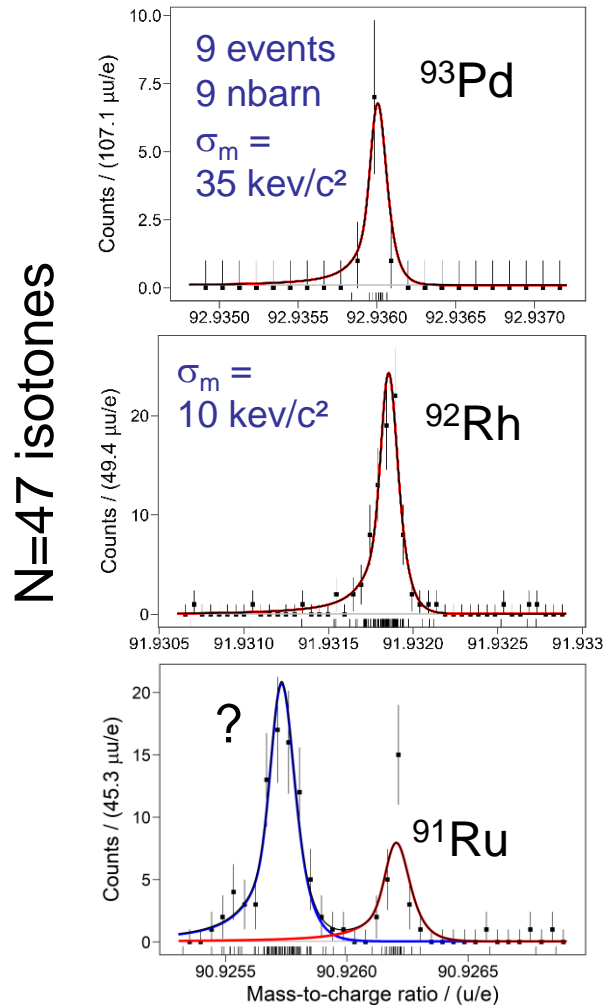 N=47 isotones
10.0
7.5
5.0
2.5
0.0
Counts / (107.1 μu/e)
9 events
9 nbarn
σm =
35 kev/c²
93Pd
92.9350 92.9355 92.9360 92.9365 92.9370
20
10
0
Counts / (49.4 μu/e)
σm =
10 kev/c²
92Rh
91.9305 91.9310 91.9315 91.9320 91.9325 91.933
20
15
10
5
0
Counts / (45.3 μu/e)
?
91Ru
90.9255 90.9260 90.9265
Mass-to-charge ratio / (u/e)